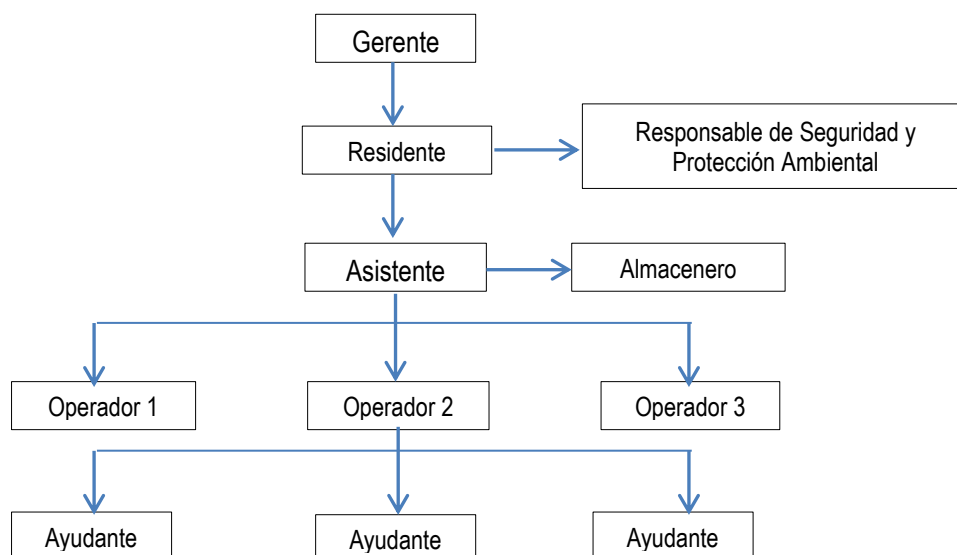 Gerente
Residente
Responsable de Seguridad y
Protección Ambiental
Asistente
Almacenero
Operador 1
Operador 2
Operador 3
Ayudante
Ayudante
Ayudante